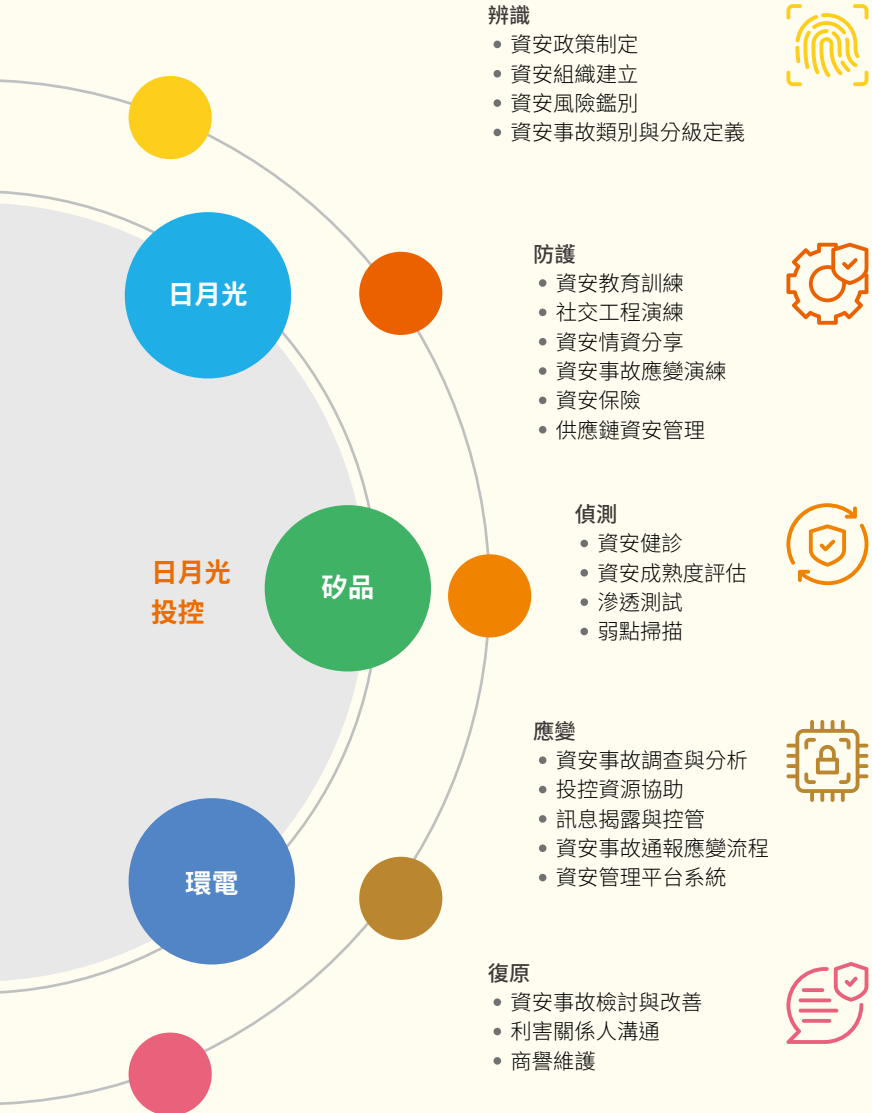 辨識
資安政策制定
資安組織建立
資安風險鑑別
資安事故類別與分級定義
日月光
防護
資安教育訓練
社交工程演練
資安情資分享
資安事故應變演練
資安保險
供應鏈資安管理
日月光
投控
矽品
偵測
資安健診
資安成熟度評估
滲透測試
弱點掃描
應變
資安事故調查與分析
投控資源協助
訊息揭露與控管
資安事故通報應變流程
資安管理平台系統
環電
復原
資安事故檢討與改善
利害關係人溝通
商譽維護